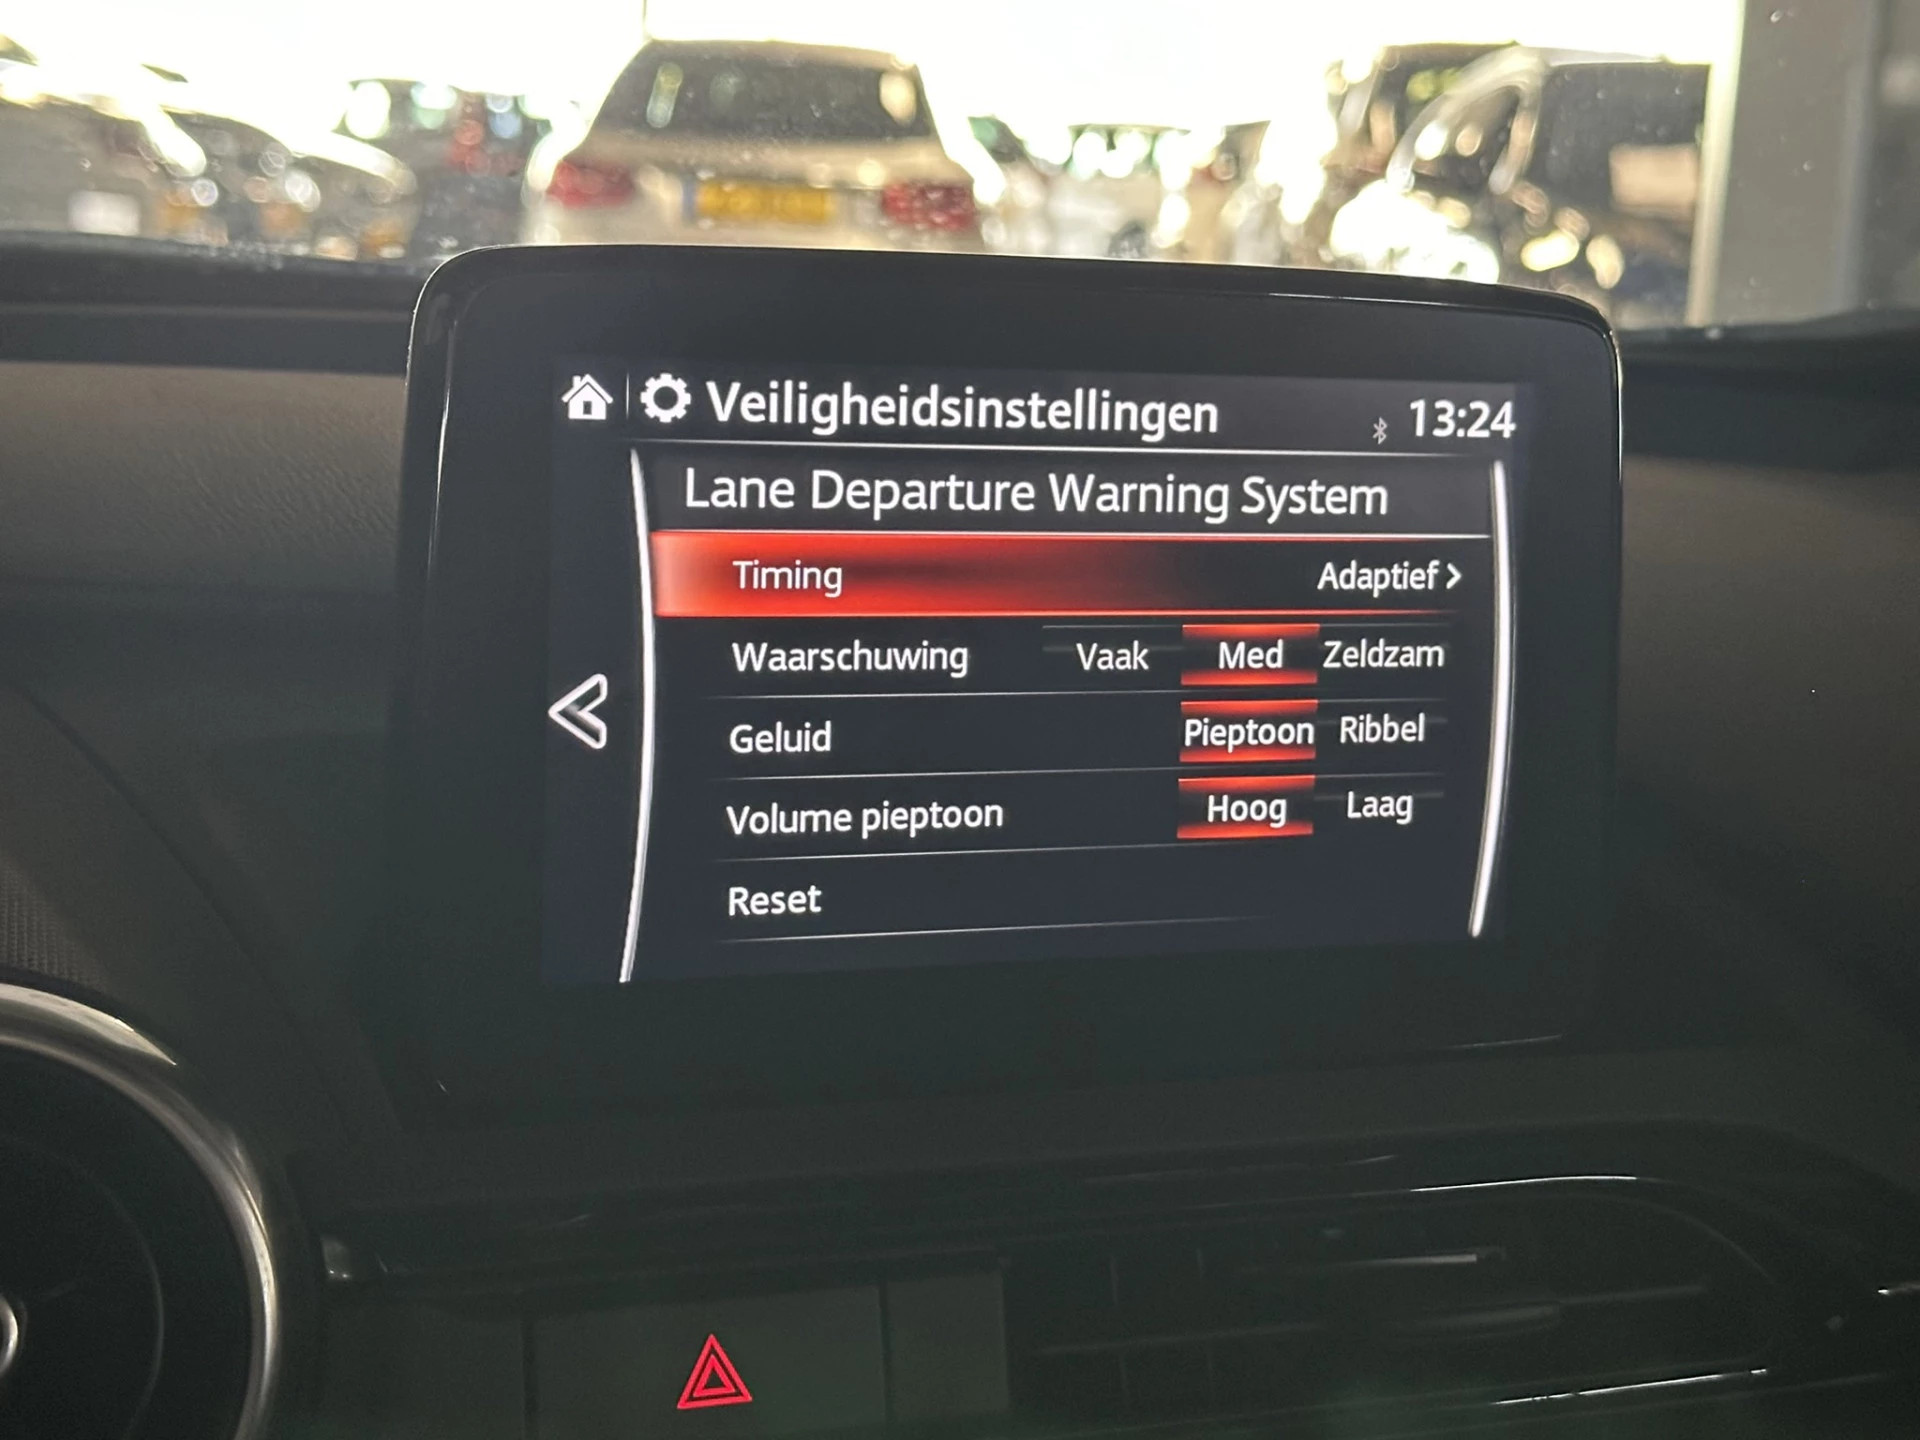 Veiligheidsinstellingen 13:24
Lane Departure Warning System
Timing Adaptief
Waarschuwing Vaak Med Zeldzam
Geluid Pieptoon Ribbel
Volume pieptoon Hoog Laag
Reset